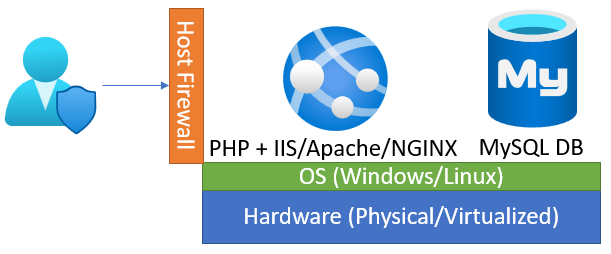 Host Firewall
My
PHP + IIS/Apache/NGINX
MySQL DB
OS (Windows/Linux)
Hardware (Physical/Virtualized)